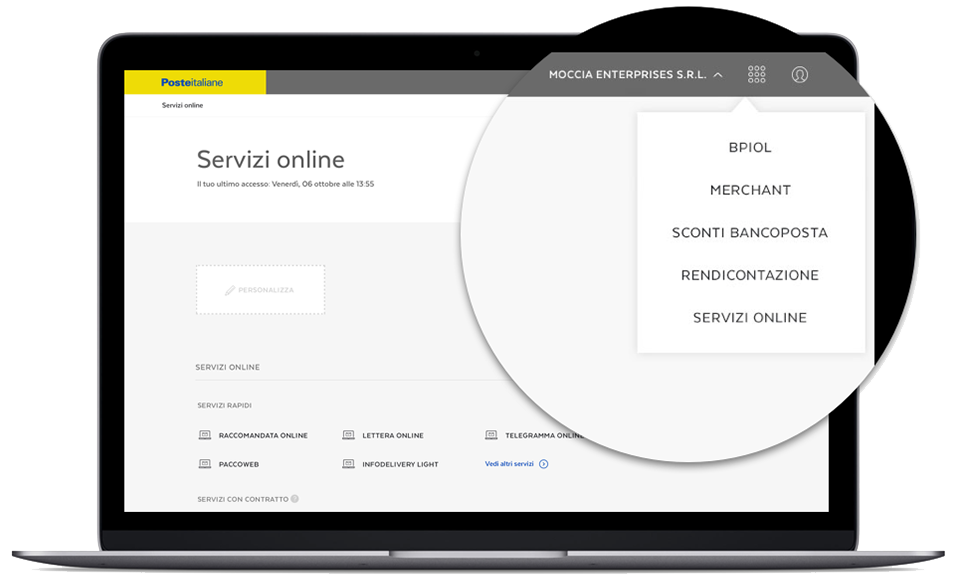 Posteitaliane
Servizi online
Servizi online
Il tuo ultimo accesso: Venerdì, 06 ottobre alle 13:55
PERSONALIZZA
SERVIZI ONLINE
SERVIZI RAPIDI
RACCOMANDATA ONLINE
LETTERA ONLINE
TELEGRAMMA ONLINE
PACCOWEB
INFODELIVERY LIGHT
Vedi altri servizi
SERVIZI CON CONTRATTO ?
MOCCIA ENTERPRISES S.R.L.
BPIOL
MERCHANT
SCONTI BANCOPOSTA
RENDICONTAZIONE
SERVIZI ONLINE